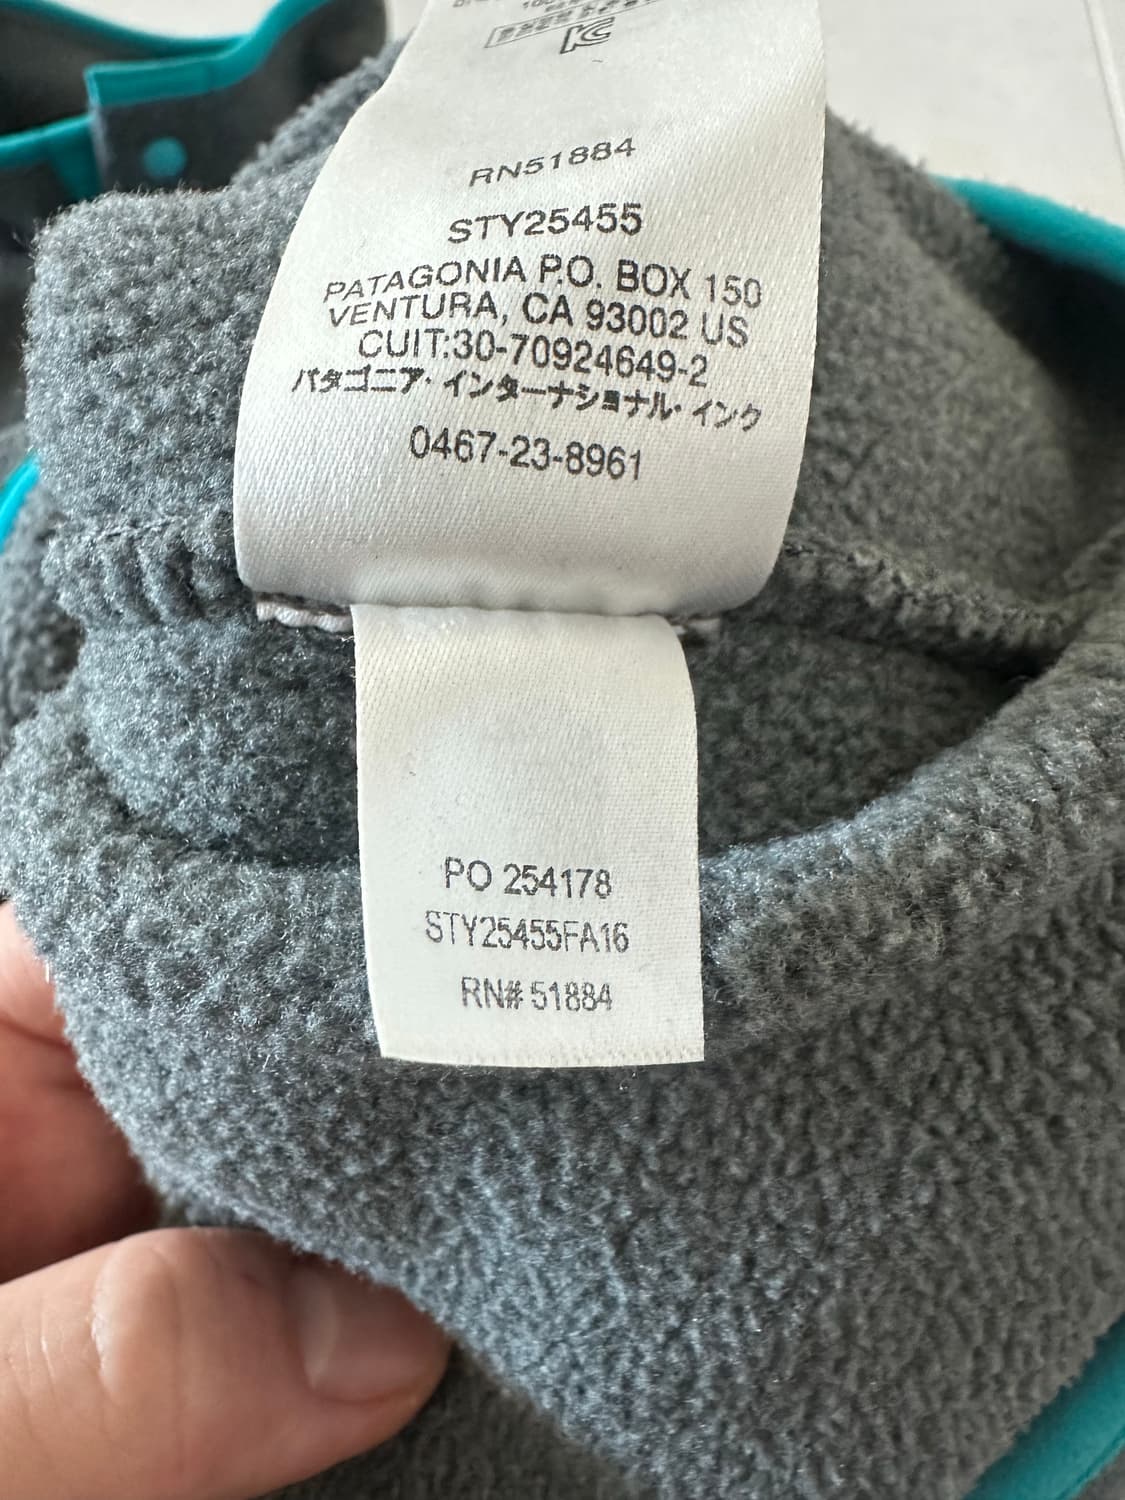 RN51884
STY25455
PATAGONIA P.O. BOX 150
VENTURA, CA 93002 US
CUIT:30-70924649-2
パタゴニア・インターナショナル・インク
0467-23-8961
PO 254178
STY25455FA16
RN# 51884